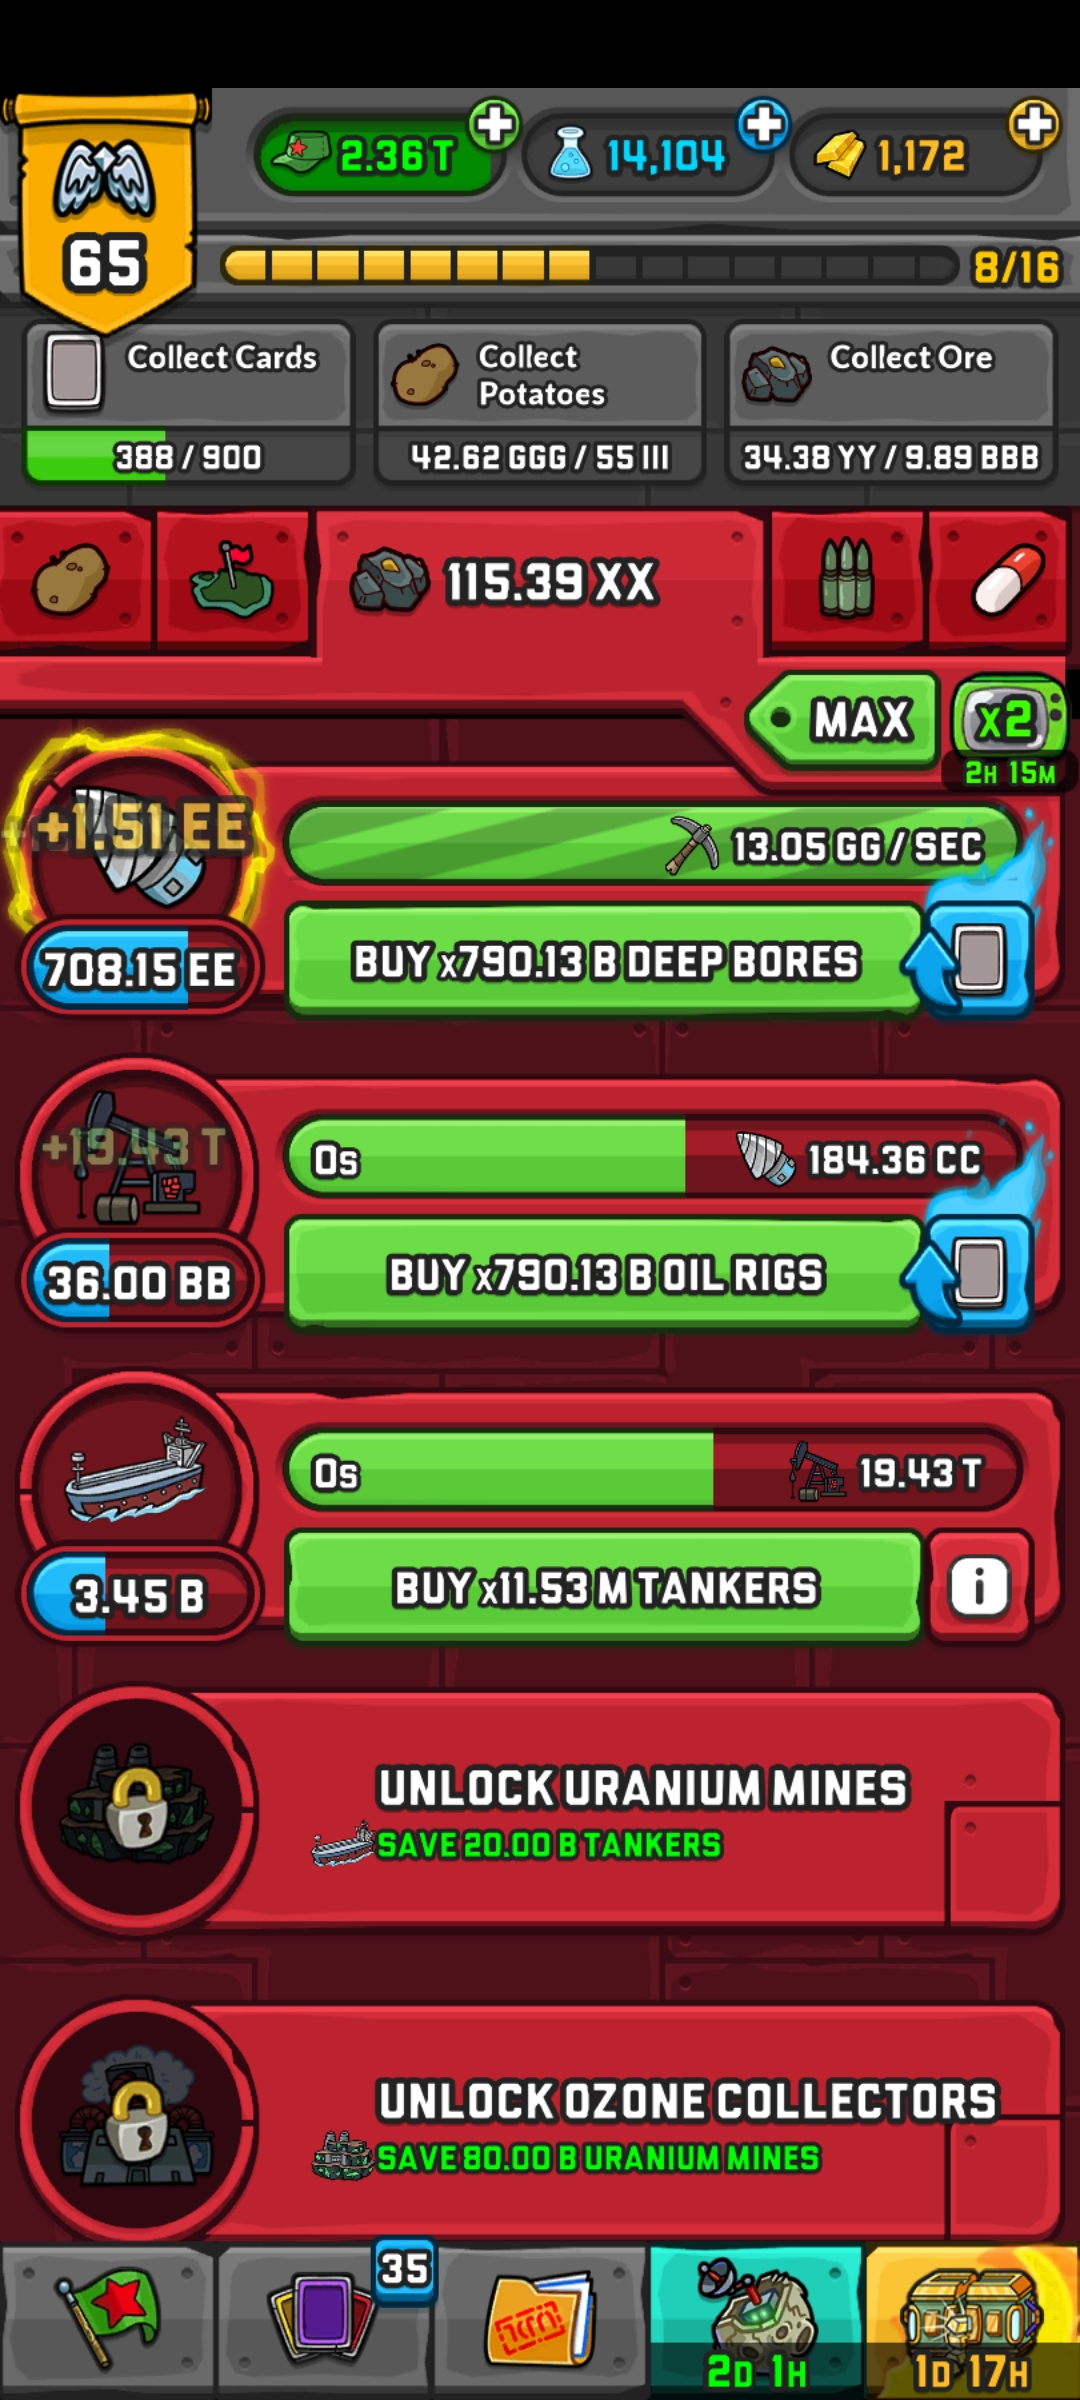 2.36 T
14,104
1,172
65
8/16
Collect Cards
388 / 900
Collect
Potatoes
42.62 GGG / 55 III
Collect Ore
34.38 YY / 9.89 BBB
115.39 XX
MAX
x2
2H 15M
+1.51 EE
13.05 GG / SEC
708.15 EE
BUY x790.13 B DEEP BORES
+19.43 T
0s
184.36 CC
36.00 BB
BUY x790.13 B OIL RIGS
0s
19.43 T
3.45 B
BUY x11.53 M TANKERS
i
UNLOCK URANIUM MINES
SAVE 20.00 B TANKERS
UNLOCK OZONE COLLECTORS
SAVE 80.00 B URANIUM MINES
35
2D 1H
1D 17H